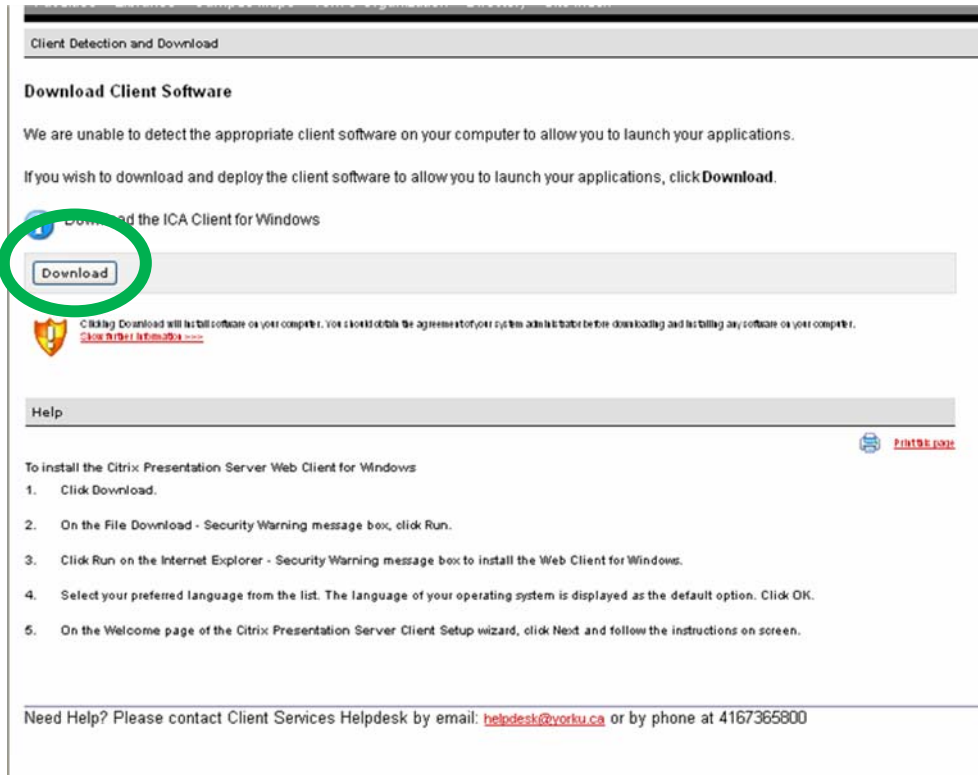 Client Detection and Download
Download Client Software
We are unable to detect the appropriate client software on your computer to allow you to launch your applications.
If you wish to download and deploy the client software to allow you to launch your applications, click Download.
Download the ICA Client for Windows
Download
Clicking Download will install software on your computer. You should obtain the agreement of your system administrator before downloading and installing any software on your computer.
Show further information >>>
Help
Print this page
To install the Citrix Presentation Server Web Client for Windows
1. Click Download.
2. On the File Download - Security Warning message box, click Run.
3. Click Run on the Internet Explorer - Security Warning message box to install the Web Client for Windows.
4. Select your preferred language from the list. The language of your operating system is displayed as the default option. Click OK.
5. On the Welcome page of the Citrix Presentation Server Client Setup wizard, click Next and follow the instructions on screen.
Need Help? Please contact Client Services Helpdesk by email: helpdesk@yorku.ca or by phone at 4167365800